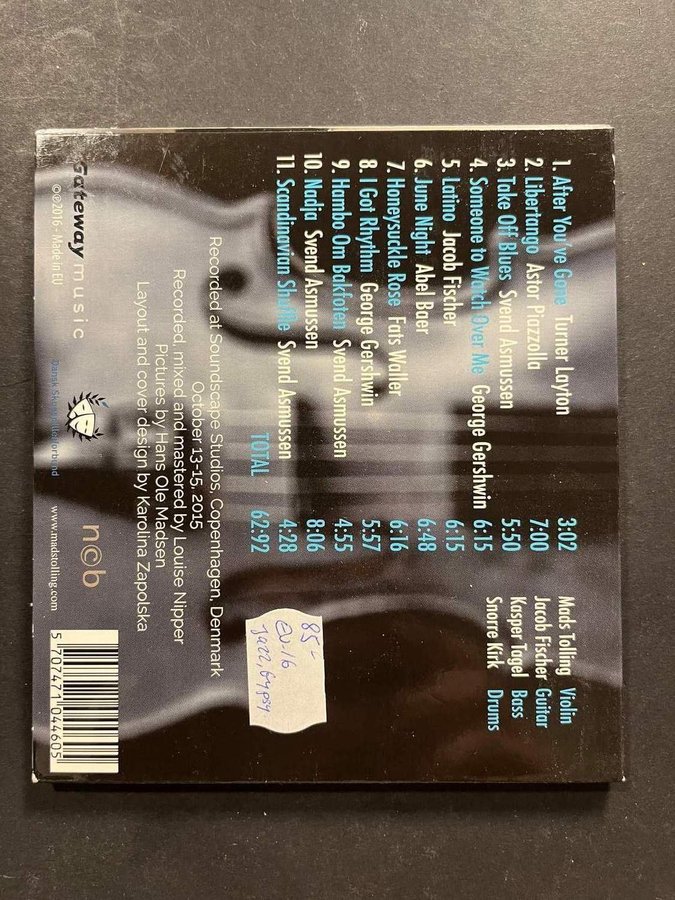 1. After You've Gone Turner Layton 3:02
2. Libertango Astor Piazzolla 7:00
3. Take Off Blues Svend Asmussen 5:50
4. Someone to Watch Over Me George Gershwin 6:15
5. Latino Jacob Fischer 6:15
6. June Night Abel Baer 6:48
7. Honeysuckle Rose Fats Waller 6:16
8. I Got Rhythm George Gershwin 5:57
9. Hambo Om Bakfoten Svend Asmussen 4:55
10. Nadja Svend Asmussen 8:06
11. Scandinavian Shuffle Svend Asmussen 4:28
TOTAL 62:92
Mads Tolling Violin
Jacob Fischer Guitar
Kasper Tagel Bass
Snorre Kirk Drums
Recorded at Soundscape Studios, Copenhagen, Denmark
October 13-15, 2015
Recorded, mixed and mastered by Louise Nipper
Pictures by Hans Ole Madsen
Layout and cover design by Karolina Zapolska
85-
EU-16
Jazz, Gypsy
Gateway music
©℗2016 - Made in EU
Dansk Skuespillerforbund
n©b
www.madstolling.com
5 707471 044605